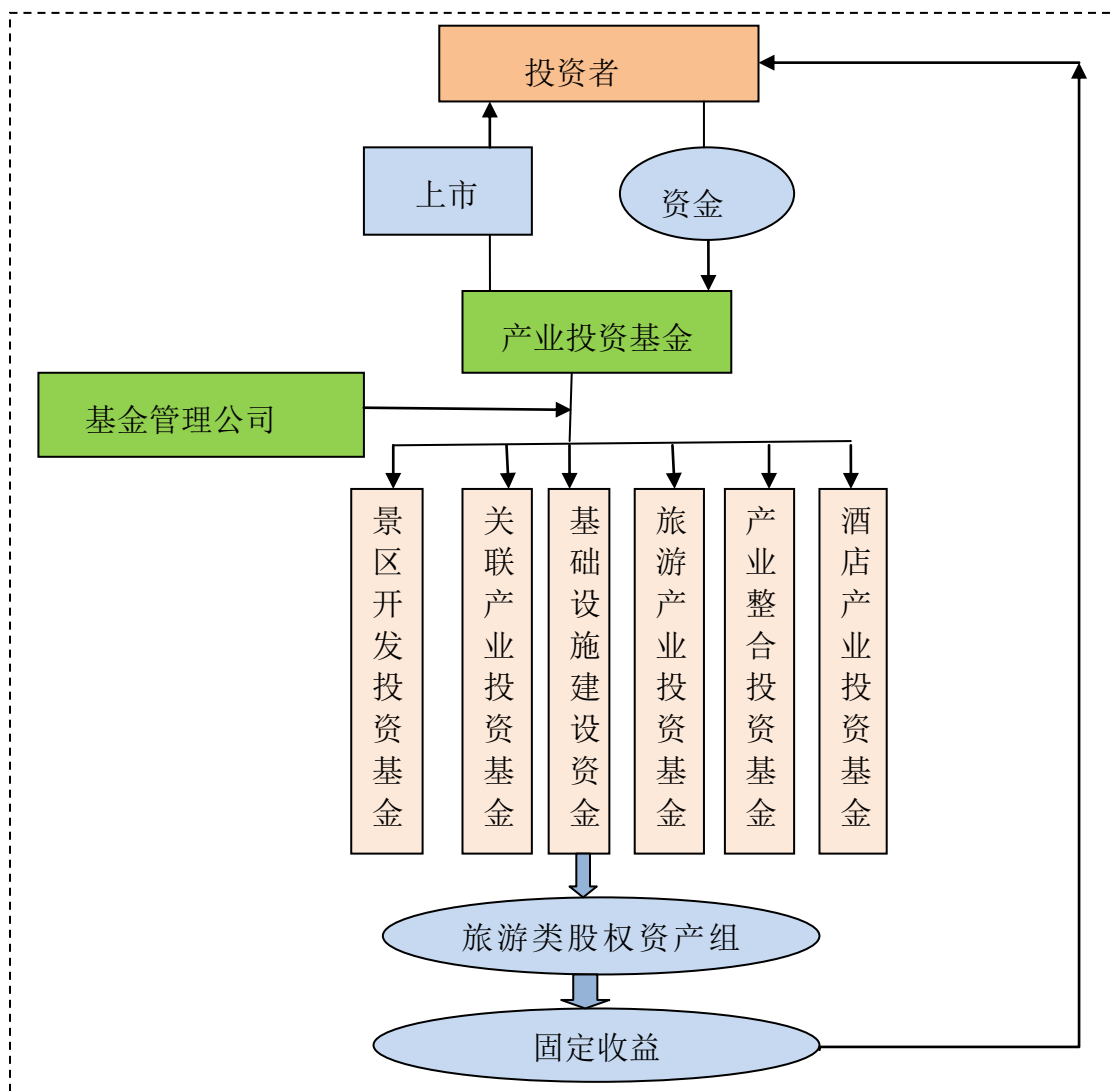 投资者
上市
资金
产业投资基金
基金管理公司
景区开发投资基金
关联产业投资基金
基础设施建设资金
旅游产业投资基金
产业整合投资基金
酒店产业投资基金
旅游类股权资产组
固定收益